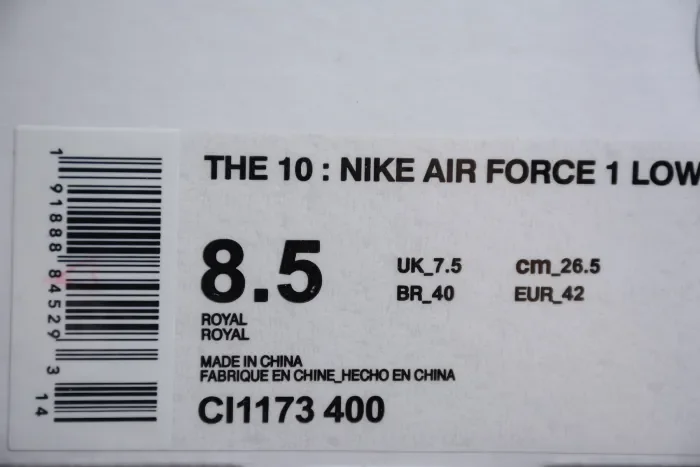 THE 10 : NIKE AIR FORCE 1 LOW
8.5
UK_7.5 cm_26.5
BR_40 EUR_42
ROYAL
ROYAL
MADE IN CHINA
FABRIQUE EN CHINE_HECHO EN CHINA
CI1173 400
1 91888 84529 3 14